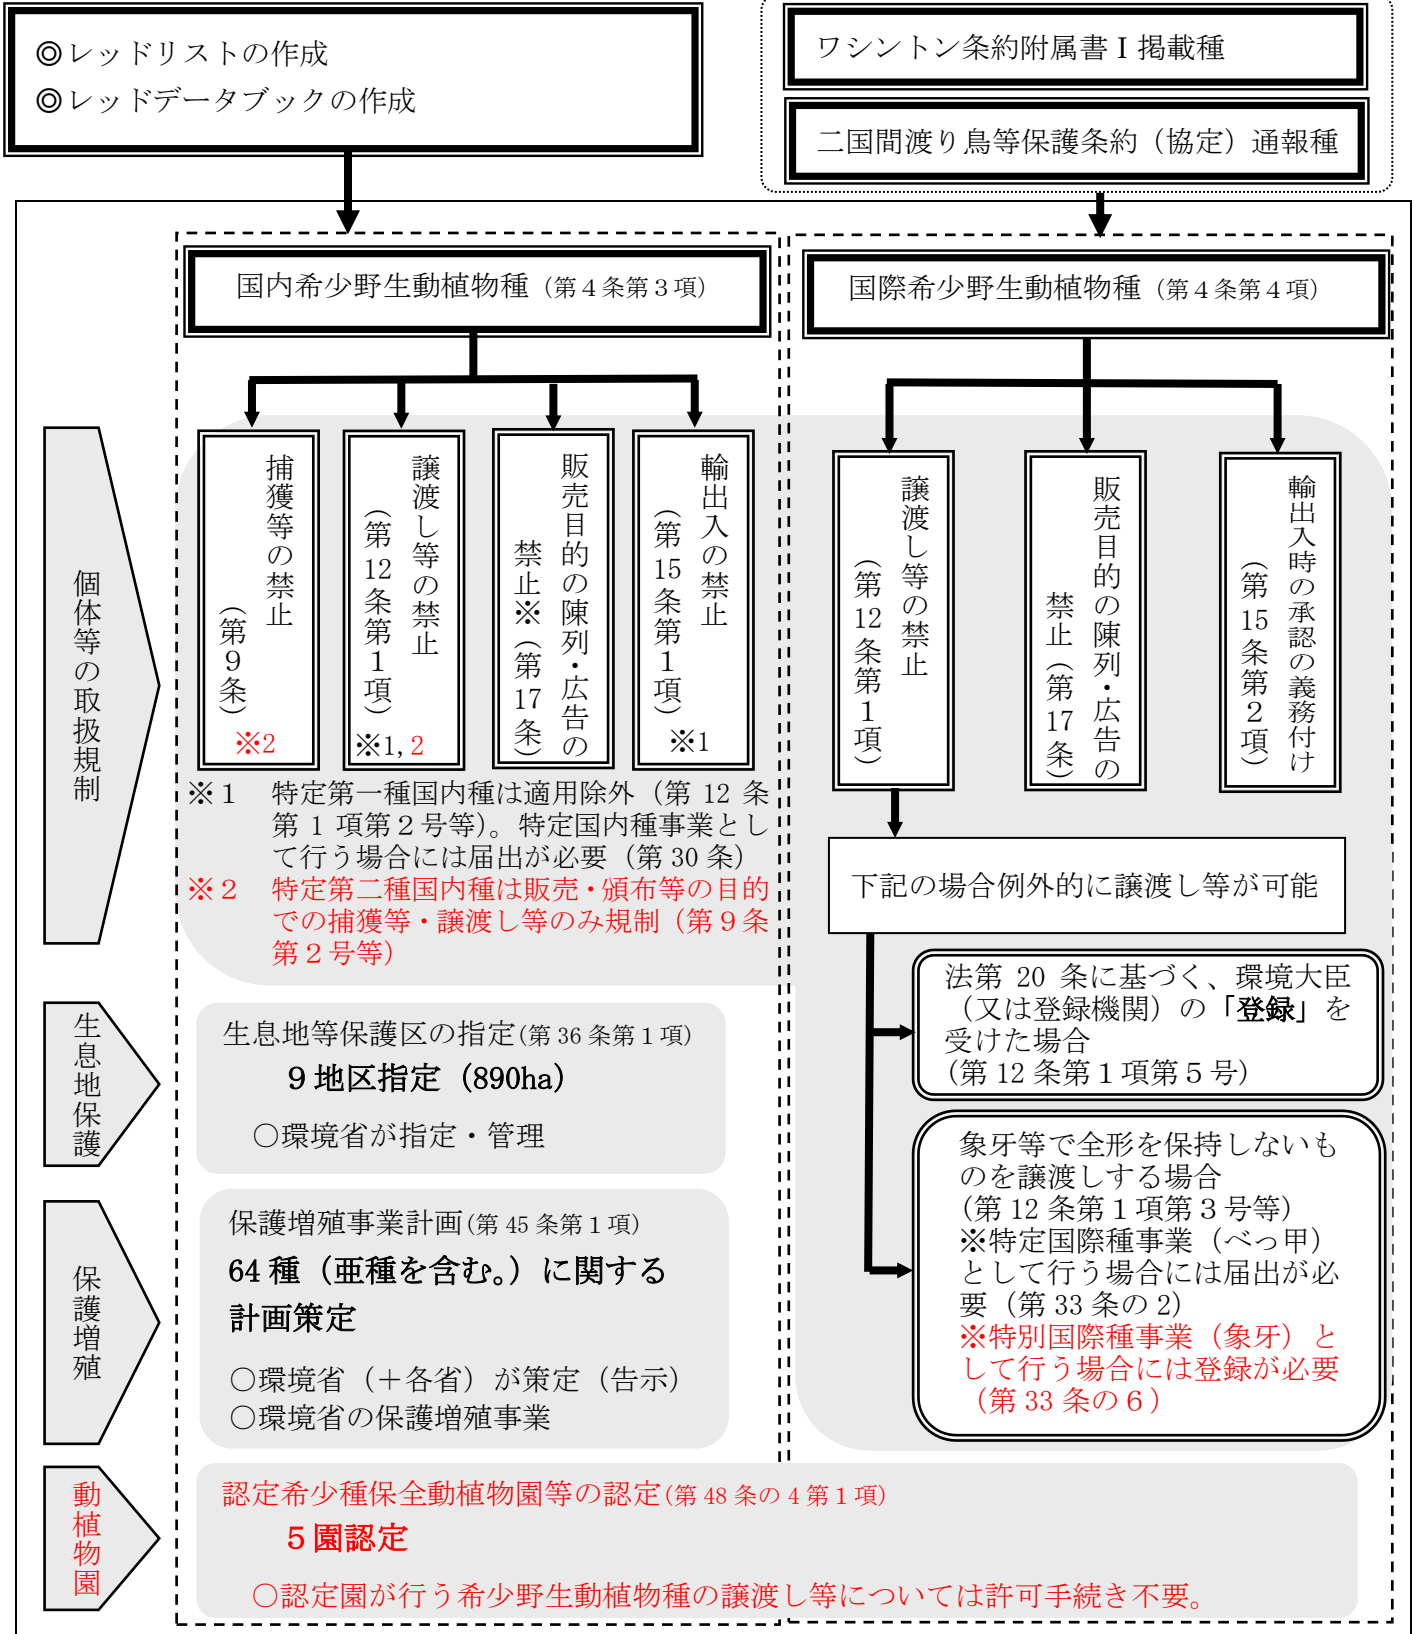 ◎レッドリストの作成
◎レッドデータブックの作成
ワシントン条約附属書Ⅰ掲載種
二国間渡り鳥等保護条約（協定）通報種
国内希少野生動植物種（第４条第３項）
国際希少野生動植物種（第４条第４項）
個体等の取扱規制
捕獲等の禁止
（第９条）
※2
譲渡し等の禁止
（第12条第１項）
※1,2
販売目的の陳列・広告の
禁止※（第17条）
輸出入の禁止
（第15条第１項）
※1
譲渡し等の禁止
（第12条第１項）
販売目的の陳列・広告の
禁止（第17条）
輸出入時の承認の義務付け
（第15条第２項）
※１　特定第一種国内種は適用除外（第 12 条
第 1 項第２号等）。特定国内種事業とし
て行う場合には届出が必要（第 30 条）
※２　特定第二種国内種は販売・頒布等の目的
での捕獲等・譲渡し等のみ規制（第９条
第２号等）
下記の場合例外的に譲渡し等が可能
法第 20 条に基づく、環境大臣
（又は登録機関）の「登録」を
受けた場合
(第 12 条第１項第５号)
象牙等で全形を保持しないも
のを譲渡しする場合
(第 12 条第１項第３号等)
※特定国際種事業（べっ甲）
として行う場合には届出が必
要（第 33 条の 2）
※特別国際種事業（象牙）と
して行う場合には登録が必要
（第 33 条の６）
生息地保護
生息地等保護区の指定(第 36 条第１項)
９地区指定（890ha）
○環境省が指定・管理
保護増殖
保護増殖事業計画(第 45 条第１項)
64 種（亜種を含む。）に関する
計画策定
○環境省（＋各省）が策定（告示）
○環境省の保護増殖事業
動植物園
認定希少種保全動植物園等の認定(第 48 条の 4 第１項)
５園認定
○認定園が行う希少野生動植物種の譲渡し等については許可手続き不要。